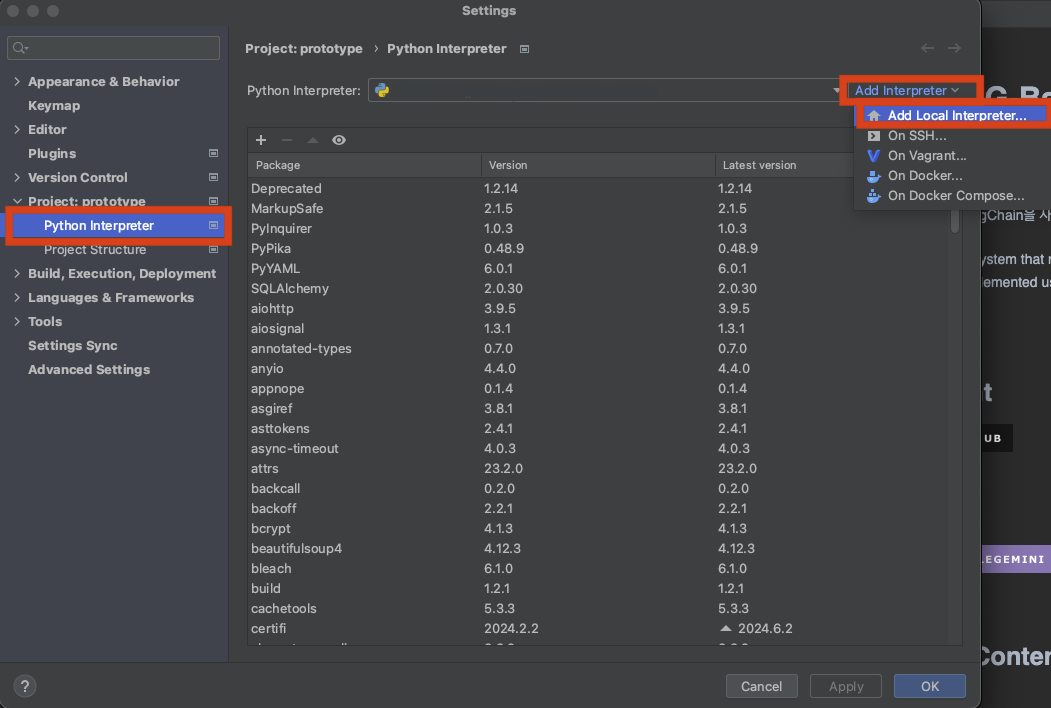 Settings
Appearance & Behavior
Keymap
Editor
Plugins
Version Control
Project: prototype
Python Interpreter
Project Structure
Build, Execution, Deployment
Languages & Frameworks
Tools
Settings Sync
Advanced Settings
Project: prototype › Python Interpreter
Python Interpreter:
Add Interpreter
Add Local Interpreter...
On SSH...
On Vagrant...
On Docker...
On Docker Compose...
Package Version Latest version
Deprecated 1.2.14 1.2.14
MarkupSafe 2.1.5 2.1.5
PyInquirer 1.0.3 1.0.3
PyPika 0.48.9 0.48.9
PyYAML 6.0.1 6.0.1
SQLAlchemy 2.0.30 2.0.30
aiohttp 3.9.5 3.9.5
aiosignal 1.3.1 1.3.1
annotated-types 0.7.0 0.7.0
anyio 4.4.0 4.4.0
appnope 0.1.4 0.1.4
asgiref 3.8.1 3.8.1
asttokens 2.4.1 2.4.1
async-timeout 4.0.3 4.0.3
attrs 23.2.0 23.2.0
backcall 0.2.0 0.2.0
backoff 2.2.1 2.2.1
bcrypt 4.1.3 4.1.3
beautifulsoup4 4.12.3 4.12.3
bleach 6.1.0 6.1.0
build 1.2.1 1.2.1
cachetools 5.3.3 5.3.3
certifi 2024.2.2 2024.6.2
?
Cancel
Apply
OK
gChain을 사
ystem that
lemented us
t
UB
LEGEMINI
Conten